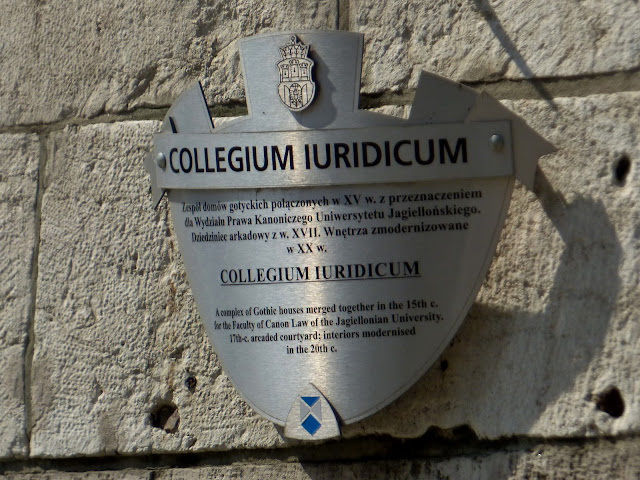 COLLEGIUM IURIDICUM
Zespół domów gotyckich połączonych w XV w. z przeznaczeniem
dla Wydziału Prawa Kanoniczego Uniwersytetu Jagiellońskiego.
Dziedziniec arkadowy z w. XVII. Wnętrza zmodernizowane
w XX w.
COLLEGIUM IURIDICUM
A complex of Gothic houses merged together in the 15th c.
for the Faculty of Canon Law of the Jagiellonian University.
17th-c. arcaded courtyard; interiors modernised
in the 20th c.